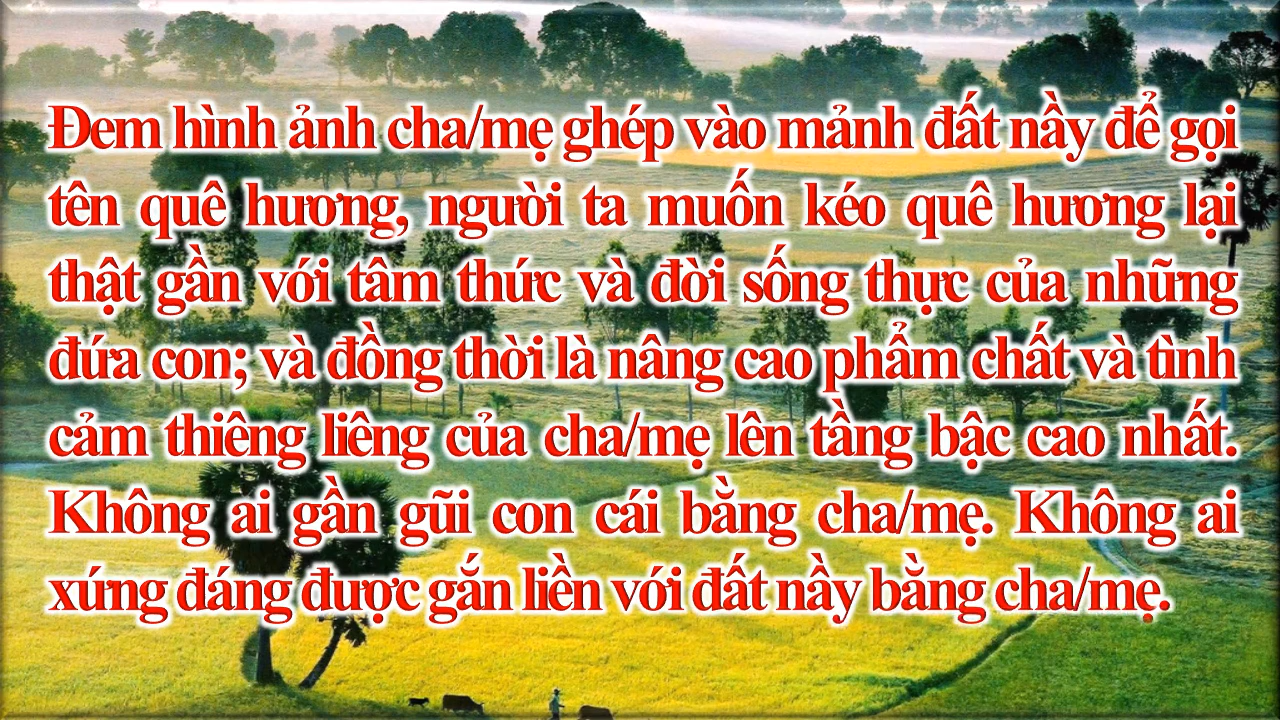 Đem hình ảnh cha/mẹ ghép vào mảnh đất nầy để gọi
tên quê hương, người ta muốn kéo quê hương lại
thật gần với tâm thức và đời sống thực của những
đứa con; và đồng thời là nâng cao phẩm chất và tình
cảm thiêng liêng của cha/mẹ lên tầng bậc cao nhất.
Không ai gần gũi con cái bằng cha/mẹ. Không ai
xứng đáng được gắn liền với đất nầy bằng cha/mẹ.